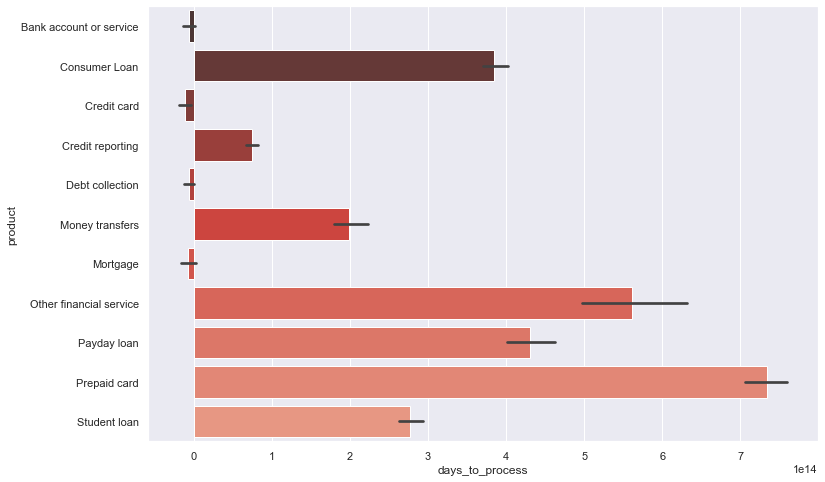 Bank account or service
Consumer Loan
Credit card
Credit reporting
Debt collection
Money transfers
Mortgage
Other financial service
Payday loan
Prepaid card
Student loan
product
0 1 2 3 4 5 6 7
1e14
days_to_process